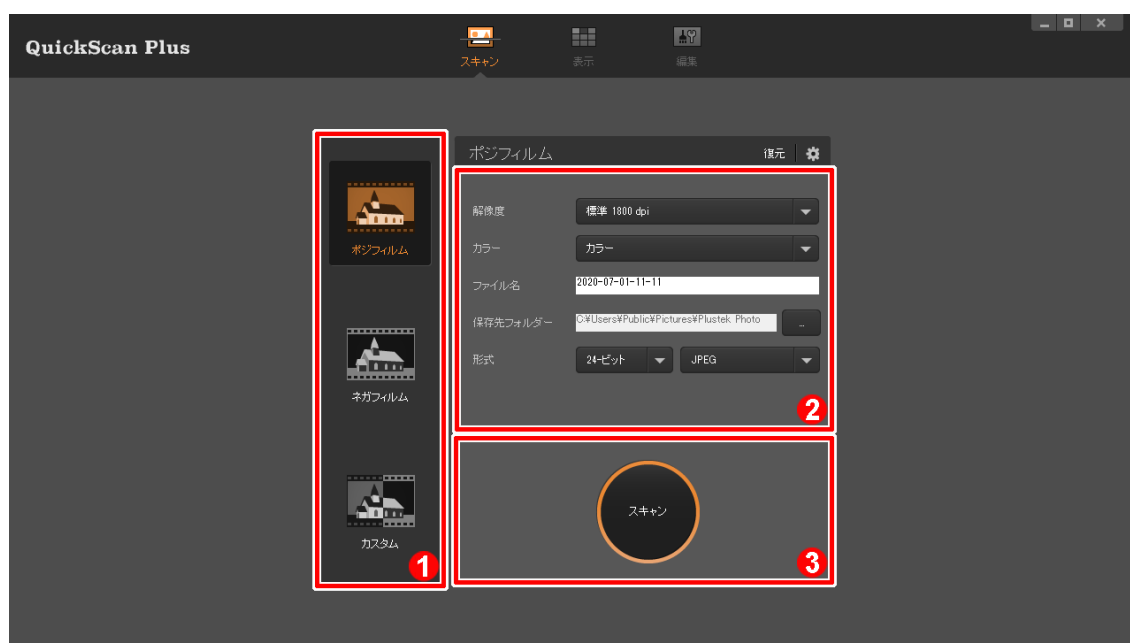 QuickScan Plus
スキャン
表示
編集
ポジフィルム
ネガフィルム
カスタム
1
ポジフィルム
復元
解像度
標準 1800 dpi
カラー
カラー
ファイル名
2020-07-01-11-11
保存先フォルダー
C:¥Users¥Public¥Pictures¥Plustek Photo
...
形式
24-ビット
JPEG
2
スキャン
3